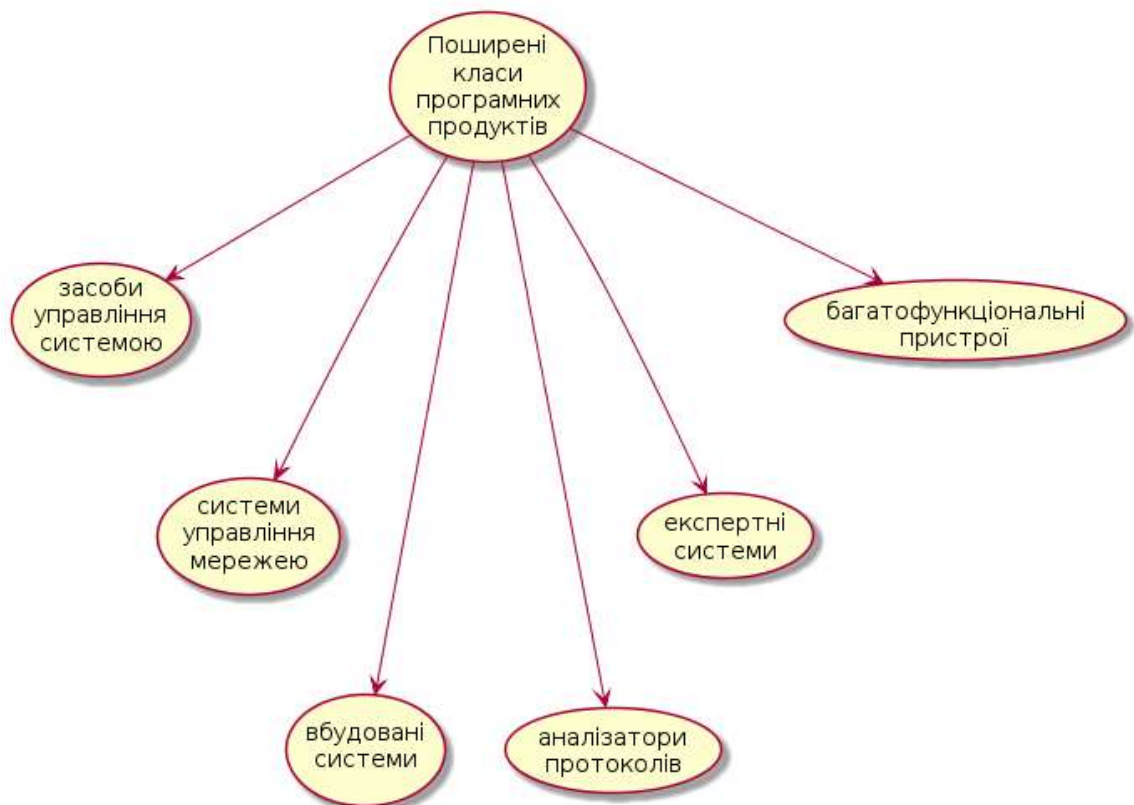 Поширені
класи
програмних
продуктів
засоби
управління
системою
багатофункціональні
пристрої
системи
управління
мережею
експертні
системи
вбудовані
системи
аналізатори
протоколів